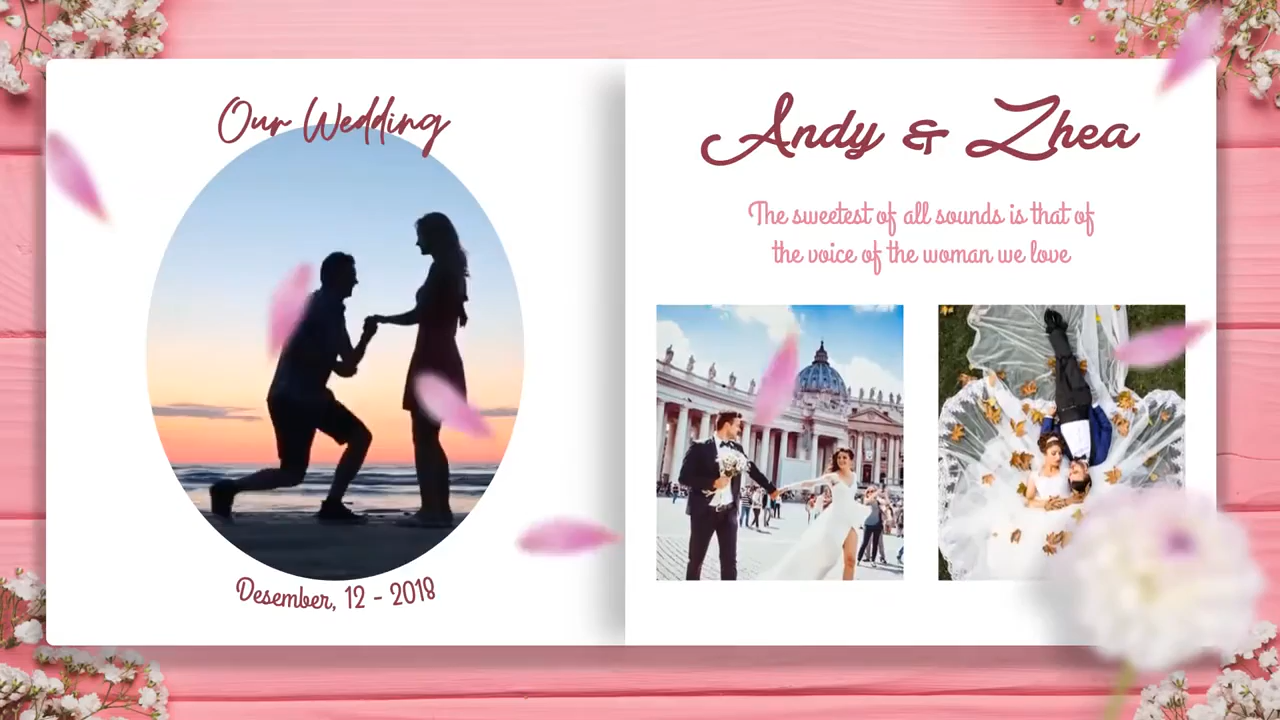 Our Wedding
Desember, 12 - 2018
Andy & Zhea
The sweetest of all sounds is that of
the voice of the woman we love